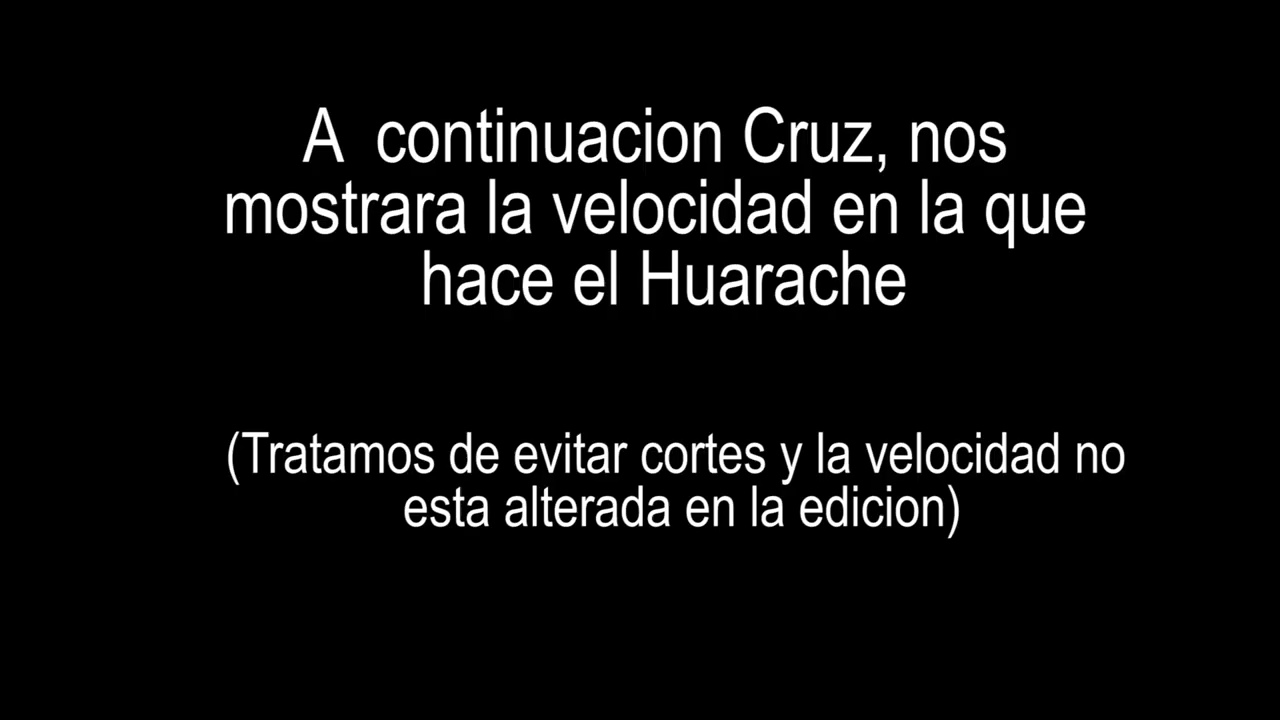 A  continuacion Cruz, nos
mostrara la velocidad en la que
hace el Huarache
(Tratamos de evitar cortes y la velocidad no
esta alterada en la edicion)